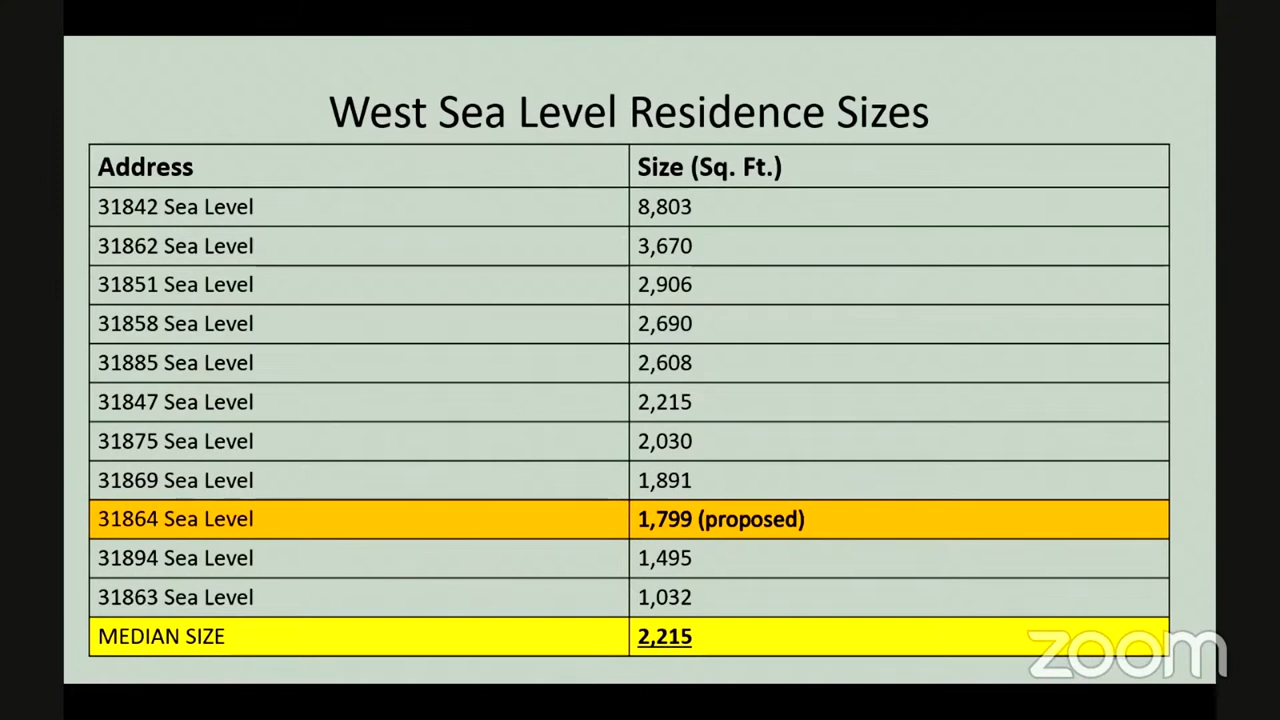 West Sea Level Residence Sizes
Address Size (Sq. Ft.)
31842 Sea Level 8,803
31862 Sea Level 3,670
31851 Sea Level 2,906
31858 Sea Level 2,690
31885 Sea Level 2,608
31847 Sea Level 2,215
31875 Sea Level 2,030
31869 Sea Level 1,891
31864 Sea Level 1,799 (proposed)
31894 Sea Level 1,495
31863 Sea Level 1,032
MEDIAN SIZE 2,215
zoom